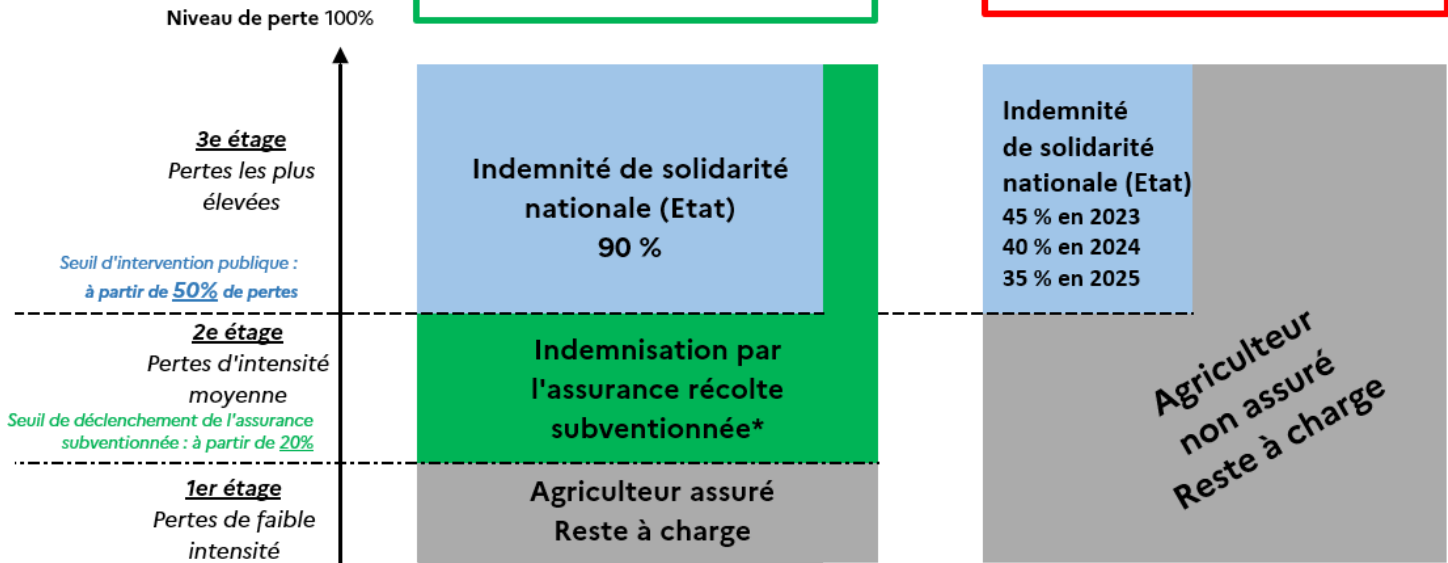 Niveau de perte 100%
3e étage
Pertes les plus
élevées
Seuil d'intervention publique :
à partir de 50% de pertes
2e étage
Pertes d'intensité
moyenne
Seuil de déclenchement de l'assurance
subventionnée : à partir de 20%
1er étage
Pertes de faible
intensité
Indemnité de solidarité
nationale (Etat)
90 %
Indemnisation par
l'assurance récolte
subventionnée*
Agriculteur assuré
Reste à charge
Indemnité
de solidarité
nationale (Etat)
45 % en 2023
40 % en 2024
35 % en 2025
Agriculteur
non assuré
Reste à charge